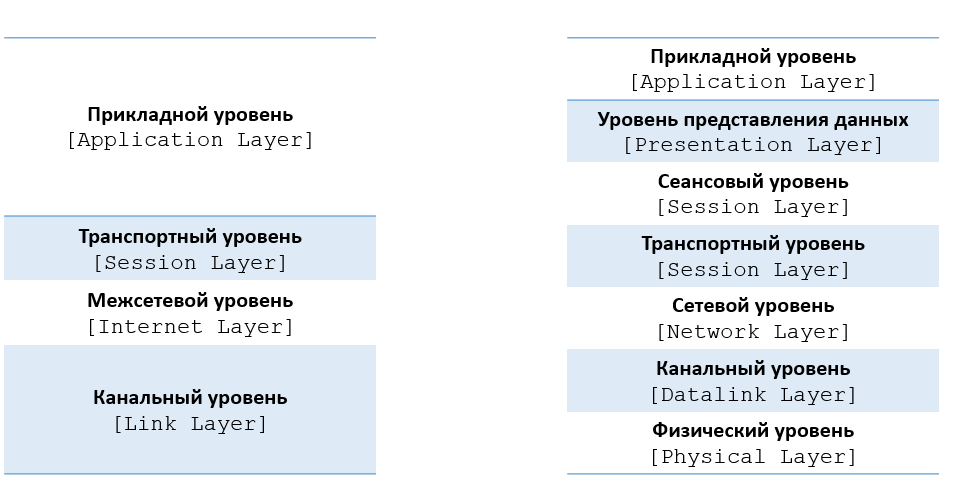 Прикладной уровень
[Application Layer]
Транспортный уровень
[Session Layer]
Межсетевой уровень
[Internet Layer]
Канальный уровень
[Link Layer]
Прикладной уровень
[Application Layer]
Уровень представления данных
[Presentation Layer]
Сеансовый уровень
[Session Layer]
Транспортный уровень
[Session Layer]
Сетевой уровень
[Network Layer]
Канальный уровень
[Datalink Layer]
Физический уровень
[Physical Layer]